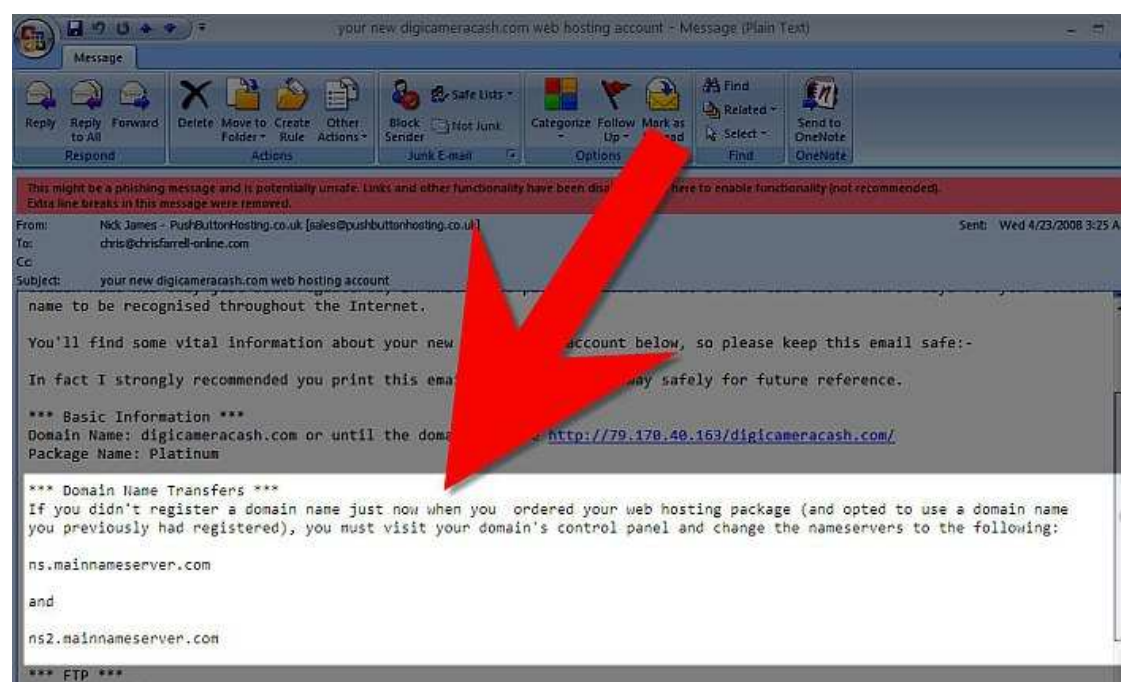 your new digicameracash.com web hosting account - Message (Plain Text)
Message
Reply
Reply to All
Forward
Delete
Move to Folder
Create Rule
Other Actions
Block Sender
Safe Lists
Not Junk
Categorize
Follow Up
Mark as
Find
Related
Select
Send to OneNote
Respond
Actions
Junk E-mail
Options
Find
OneNote
This might be a phishing message and is potentially unsafe. Links and other functionality have been here to enable functionality (not recommended).
Extra line breaks in this message were removed.
From: Nick James - PushButtonHosting.co.uk [sales@pushbuttonhosting.co.uk]
Sent: Wed 4/23/2008 3:25 A
To: chris@chrisfarrell-online.com
Cc:
Subject: your new digicameracash.com web hosting account
name to be recognised throughout the Internet.
You'll find some vital information about your new account below, so please keep this email safe:-
In fact I strongly recommended you print this safely for future reference.
*** Basic Information ***
Domain Name: digicameracash.com or until the http://79.170.40.163/digicameracash.com/
Package Name: Platinum
*** Domain Name Transfers ***
If you didn't register a domain name just now when you ordered your web hosting package (and opted to use a domain name
you previously had registered), you must visit your domain's control panel and change the nameservers to the following:
ns.mainnameserver.com
and
ns2.mainnameserver.com
*** FTP ***